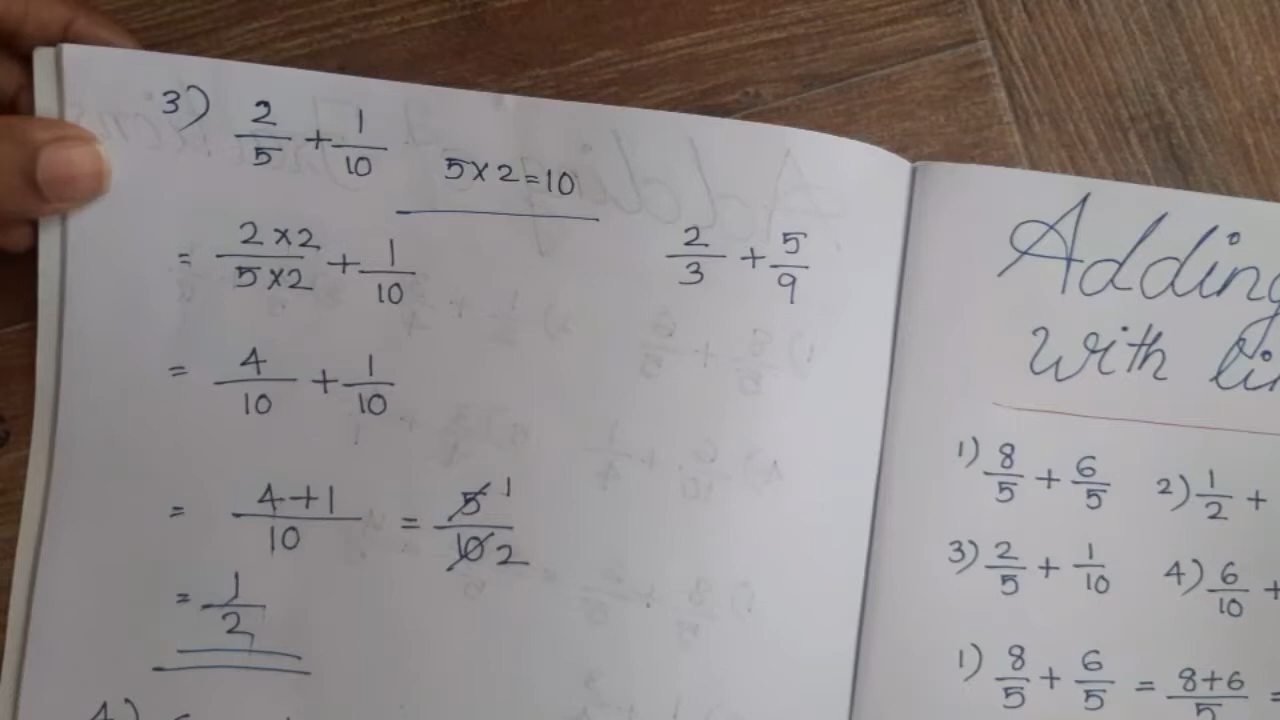 3) 2/5 + 1/10
5×2=10
= 2×2/5×2 + 1/10
2/3 + 5/9
= 4/10 + 1/10
= 4+1/10 = 5/10 1/2
= 1/2
4)
Adding
with
1) 8/5 + 6/5 2) 1/2 +
3) 2/5 + 1/10 4) 6/10 +
1) 8/5 + 6/5 = 8+6/5 =